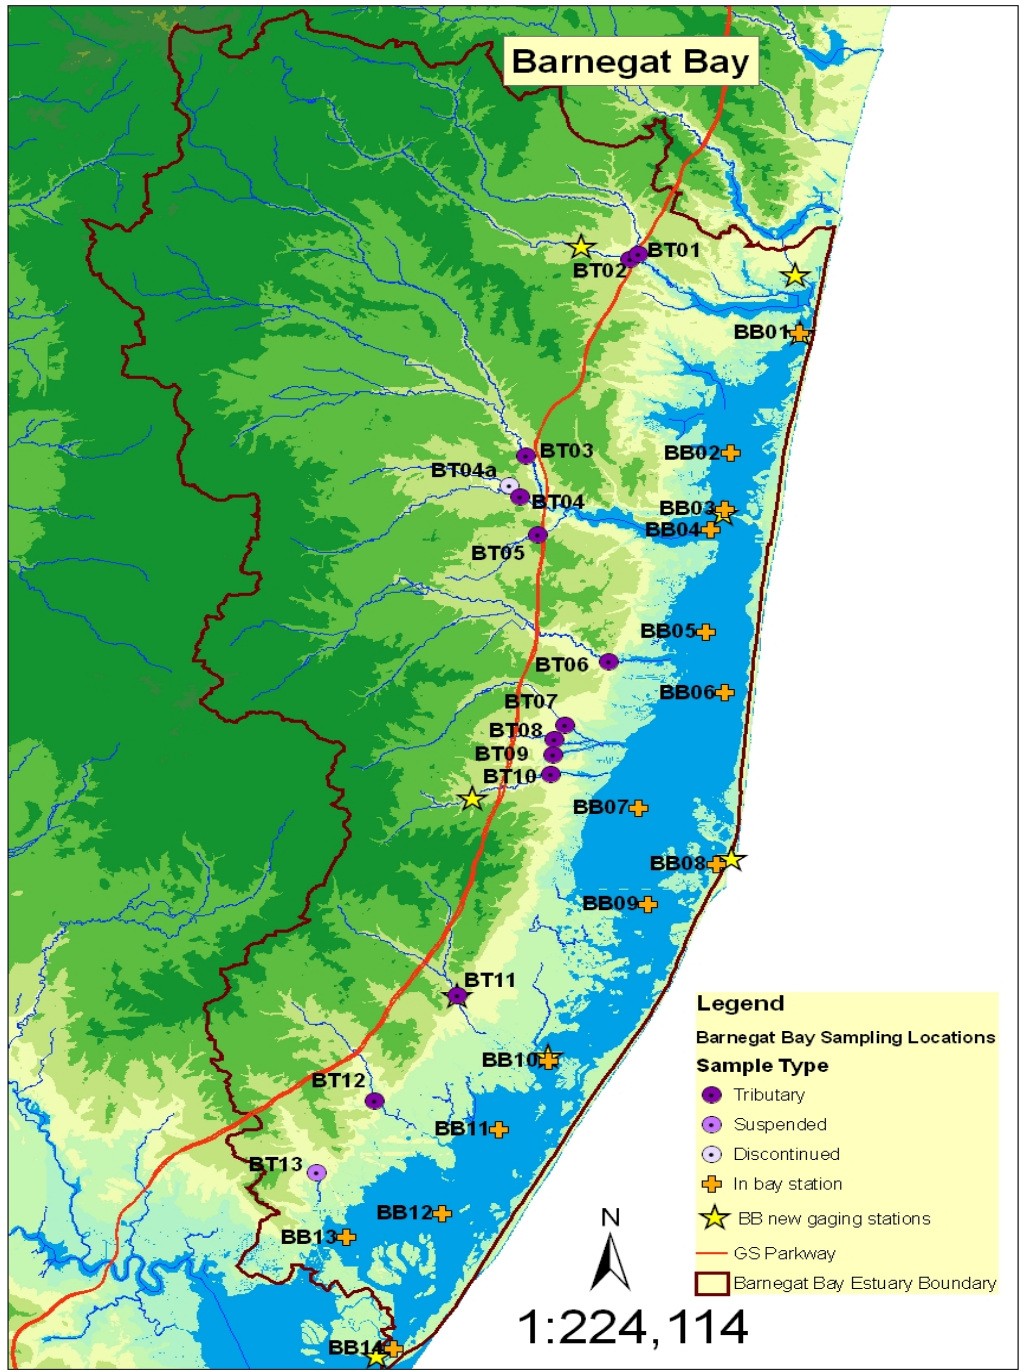 Barnegat Bay
BT01
BT02
BB01
BT03
BB02
BT04a
BT04
BB03
BB04
BT05
BB05
BT06
BB06
BT07
BT08
BT09
BT10
BB07
BB08
BB09
BT11
BB10
BT12
BB11
BT13
BB12
BB13
BB14
Legend
Barnegat Bay Sampling Locations
Sample Type
Tributary
Suspended
Discontinued
In bay station
BB new gaging stations
GS Parkway
Barnegat Bay Estuary Boundary
N
1:224,114